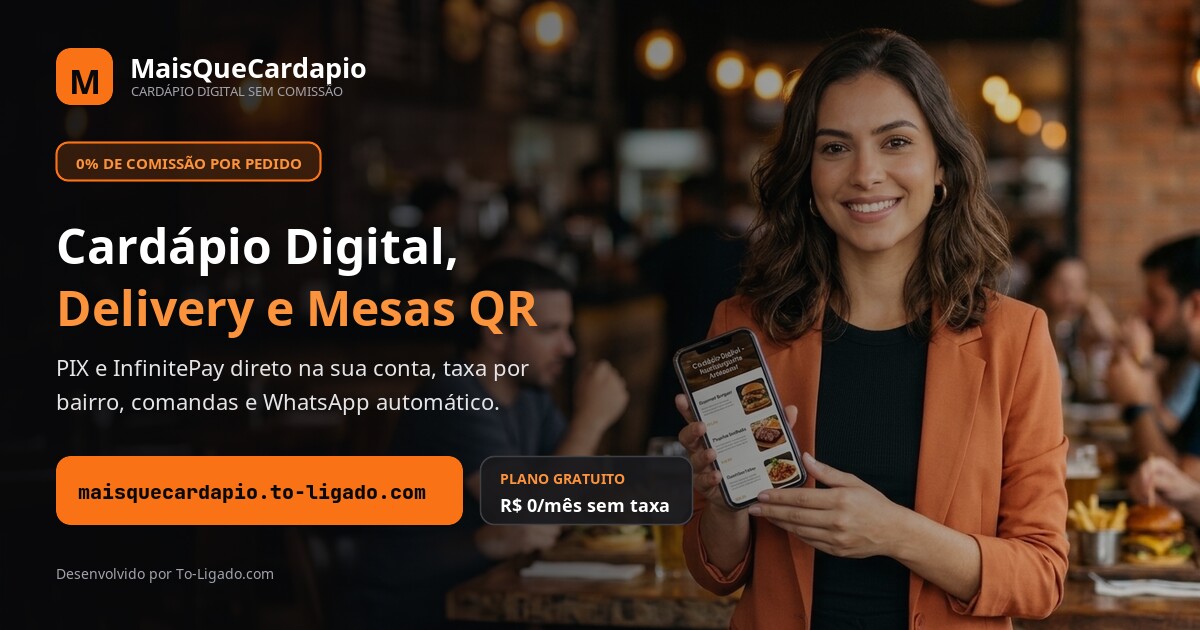 M
MaisQueCardapio
CARDÁPIO DIGITAL SEM COMISSÃO
0% DE COMISSÃO POR PEDIDO
Cardápio Digital,
Delivery e Mesas QR
PIX e InfinitePay direto na sua conta, taxa por
bairro, comandas e WhatsApp automático.
maisquecardapio.to-ligado.com
PLANO GRATUITO
R$ 0/mês sem taxa
Desenvolvido por To-Ligado.com